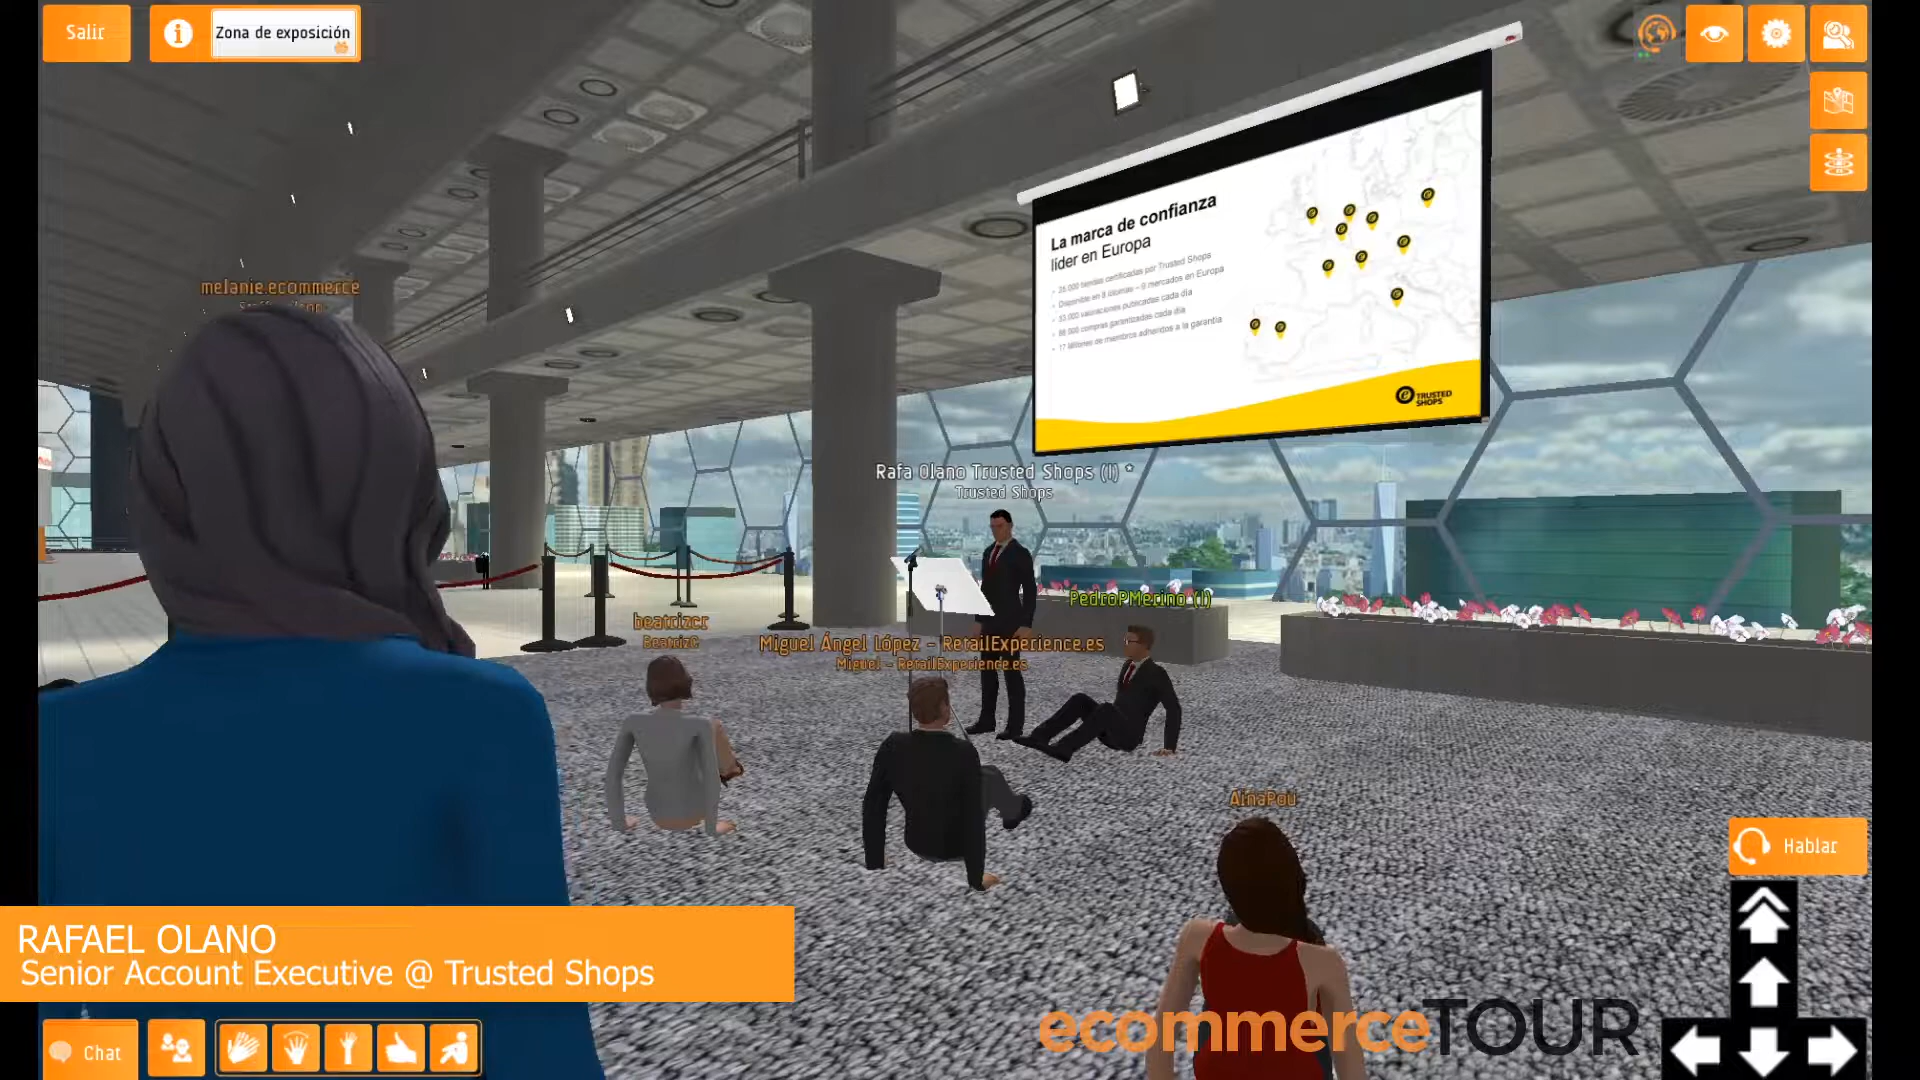 Salir
Zona de exposición
La marca de confianza
líder en Europa
melanie.ecommerce
TRUSTED
SHOPS
Rafa Olano Trusted Shops (I) *
Trusted Shops
PedroPMerino (I)
beatrizcr
BeatrizC
Miguel Ángel López - RetailExperience.es
Miguel - RetailExperience.es
AinaPou
Hablar
RAFAEL OLANO
Senior Account Executive @ Trusted Shops
ecommerceTOUR
Chat